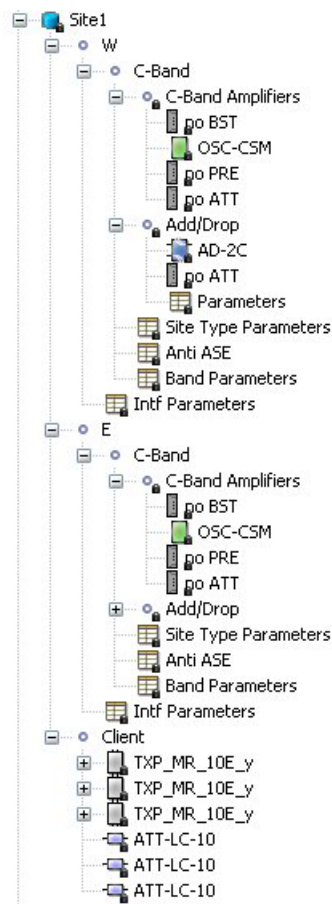 Site1
W
C-Band
C-Band Amplifiers
no BST
OSC-CSM
no PRE
no ATT
Add/Drop
AD-2C
no ATT
Parameters
Site Type Parameters
Anti ASE
Band Parameters
Intf Parameters
E
C-Band
C-Band Amplifiers
no BST
OSC-CSM
no PRE
no ATT
Add/Drop
Site Type Parameters
Anti ASE
Band Parameters
Intf Parameters
Client
TXP_MR_10E_y
TXP_MR_10E_y
TXP_MR_10E_y
ATT-LC-10
ATT-LC-10
ATT-LC-10